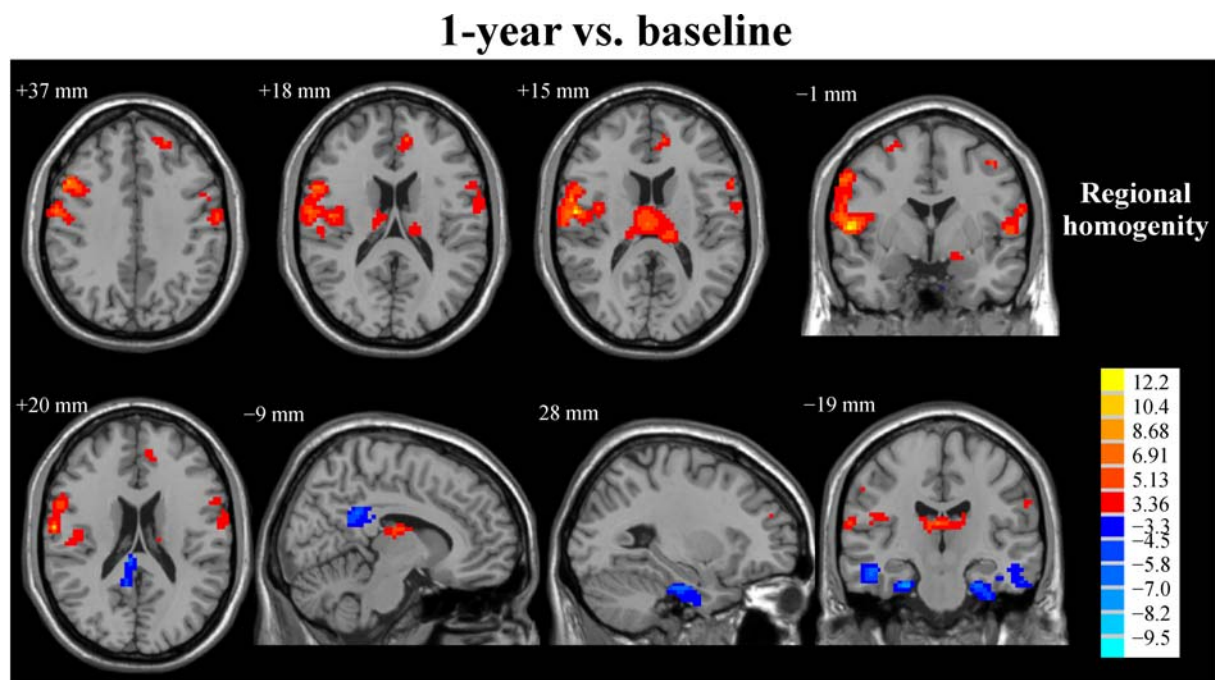 1-year vs. baseline
+37 mm
+18 mm
+15 mm
−1 mm
Regional
homogenity
+20 mm
−9 mm
28 mm
−19 mm
12.2
10.4
8.68
6.91
5.13
3.36
−3.3
−4.5
−5.8
−7.0
−8.2
−9.5